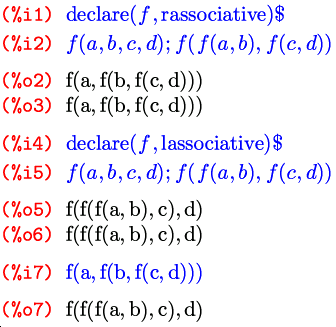 (%i1) declare(f,rassociative)$
(%i2) f(a,b,c,d);f(f(a,b),f(c,d))
(%o2) f(a,f(b,f(c,d)))
(%o3) f(a,f(b,f(c,d)))
(%i4) declare(f,lassociative)$
(%i5) f(a,b,c,d);f(f(a,b),f(c,d))
(%o5) f(f(f(a,b),c),d)
(%o6) f(f(f(a,b),c),d)
(%i7) f(a,f(b,f(c,d)))
(%o7) f(f(f(a,b),c),d)